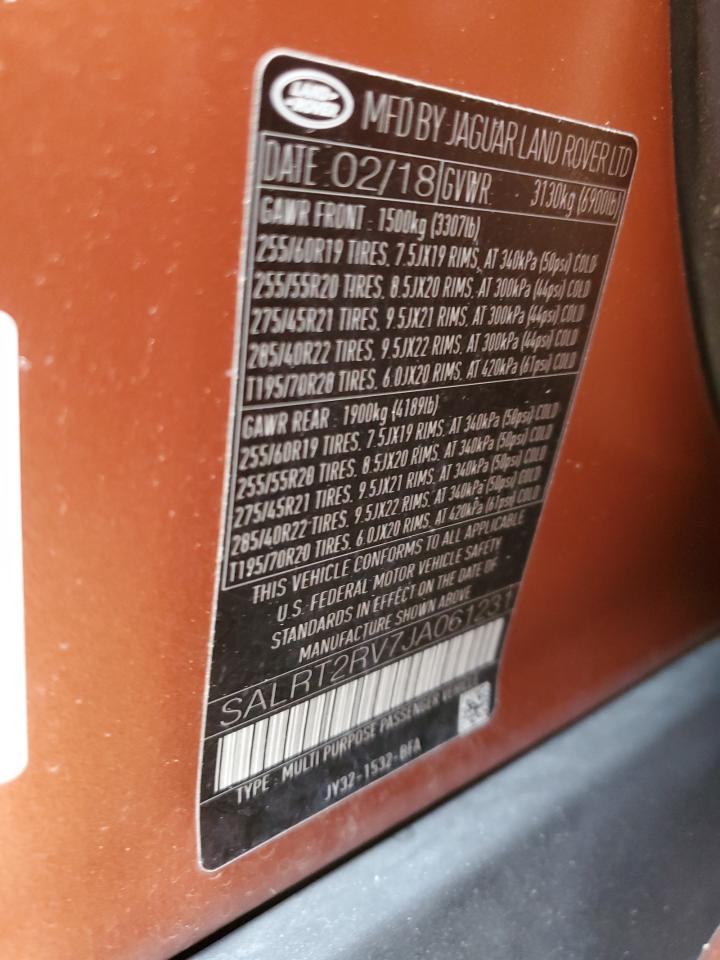 LAND-
-ROVER
MFD BY JAGUAR LAND ROVER LTD
DATE 02/18 GVWR 3130kg (6900lb)
GAWR FRONT : 1500kg (3307lb)
255/60R19 TIRES, 7.5JX19 RIMS, AT 340kPa (50psi) COLD
255/55R20 TIRES, 8.5JX20 RIMS, AT 300kPa (44psi) COLD
275/45R21 TIRES, 9.5JX21 RIMS, AT 300kPa (44psi) COLD
285/40R22 TIRES, 9.5JX22 RIMS, AT 300kPa (44psi) COLD
T195/70R20 TIRES, 6.0JX20 RIMS, AT 420kPa (61psi) COLD
GAWR REAR : 1900kg (4189lb)
255/60R19 TIRES, 7.5JX19 RIMS, AT 340kPa (50psi) COLD
255/55R20 TIRES, 8.5JX20 RIMS, AT 340kPa (50psi) COLD
275/45R21 TIRES, 9.5JX21 RIMS, AT 340kPa (50psi) COLD
285/40R22 TIRES, 9.5JX22 RIMS, AT 340kPa (50psi) COLD
T195/70R20 TIRES, 6.0JX20 RIMS, AT 420kPa (61psi) COLD
THIS VEHICLE CONFORMS TO ALL APPLICABLE
U.S. FEDERAL MOTOR VEHICLE SAFETY
STANDARDS IN EFFECT ON THE DATE OF
MANUFACTURE SHOWN ABOVE
SALRT2RV7JA061231
TYPE : MULTI PURPOSE PASSENGER VEHICLE
JY32-1532-BFA